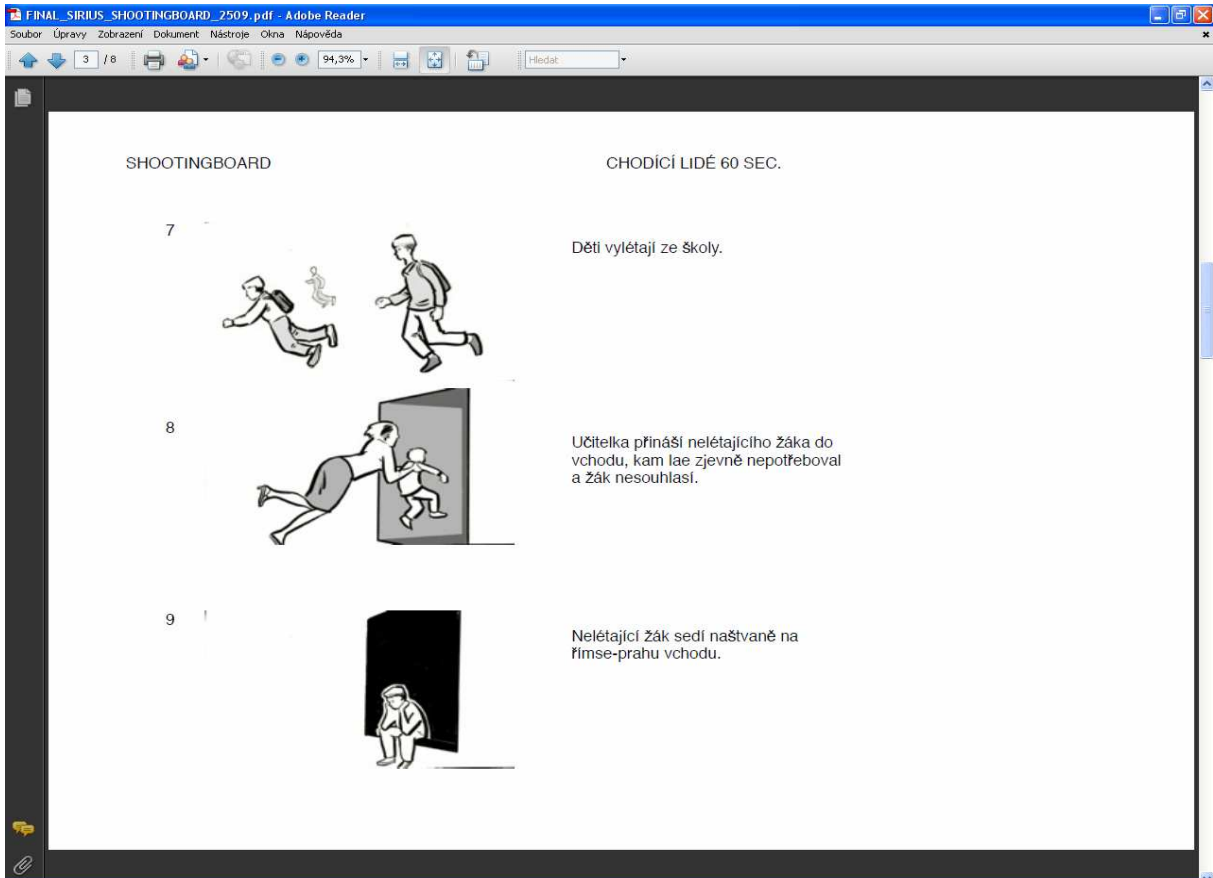 FINAL_SIRIUS_SHOOTINGBOARD_2509.pdf - Adobe Reader
Soubor Úpravy Zobrazení Dokument Nástroje Okna Nápověda
3 / 8 94,3% Hledat
SHOOTINGBOARD
CHODÍCÍ LIDÉ 60 SEC.
7
Děti vylétají ze školy.
8
Učitelka přináší nelétajícího žáka do
vchodu, kam lae zjevně nepotřeboval
a žák nesouhlasí.
9
Nelétající žák sedí naštvaně na
římse-prahu vchodu.